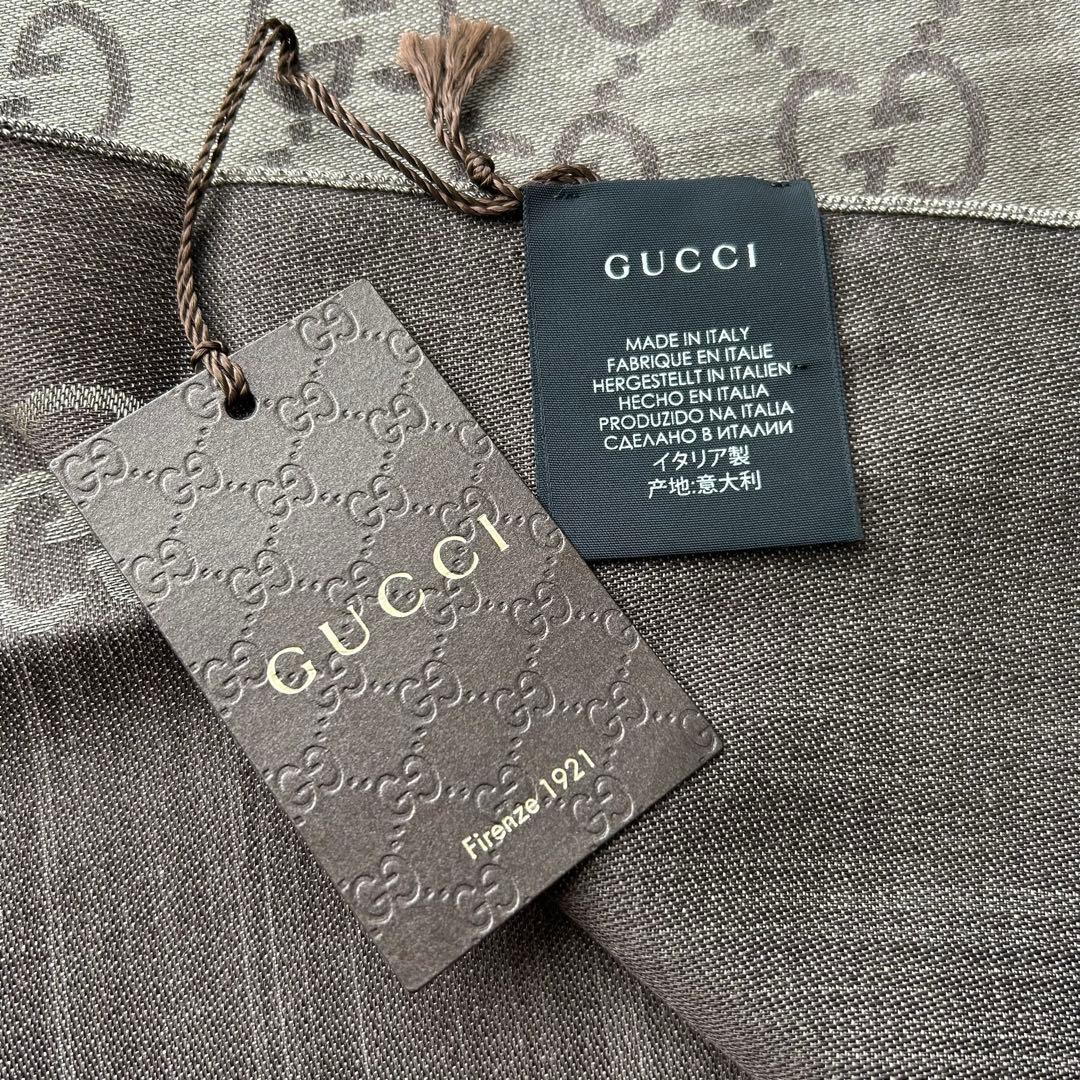 GUCCI
MADE IN ITALY
FABRIQUE EN ITALIE
HERGESTELLT IN ITALIEN
HECHO EN ITALIA
PRODUZIDO NA ITALIA
СДЕЛАНО В ИТАЛИИ
イタリア製
产地:意大利
GUCCI
Firenze 1921